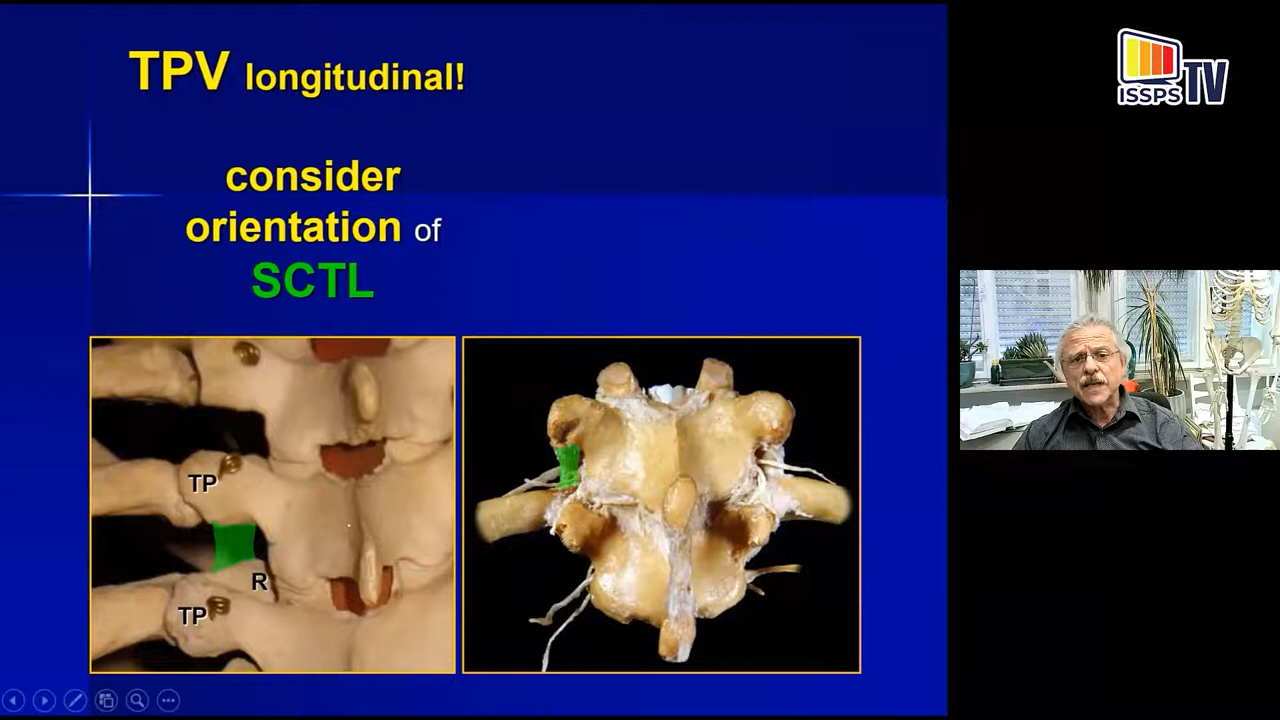 TPV longitudinal!
consider
orientation of
SCTL
TP
R
TP
ISSPS TV